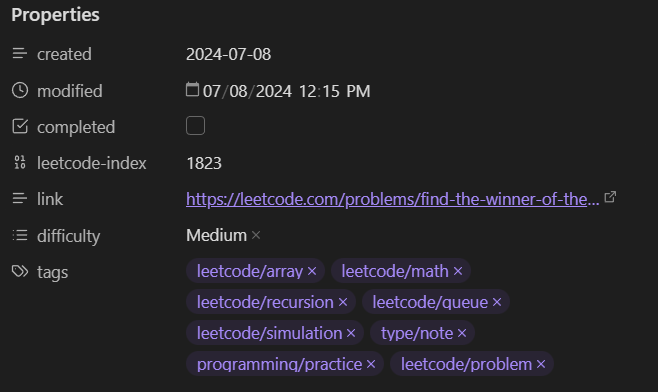 Properties
created 2024-07-08
modified 07/08/2024 12:15 PM
completed
leetcode-index 1823
link https://leetcode.com/problems/find-the-winner-of-the...
difficulty Medium ×
tags leetcode/array × leetcode/math ×
leetcode/recursion × leetcode/queue ×
leetcode/simulation × type/note ×
programming/practice × leetcode/problem ×